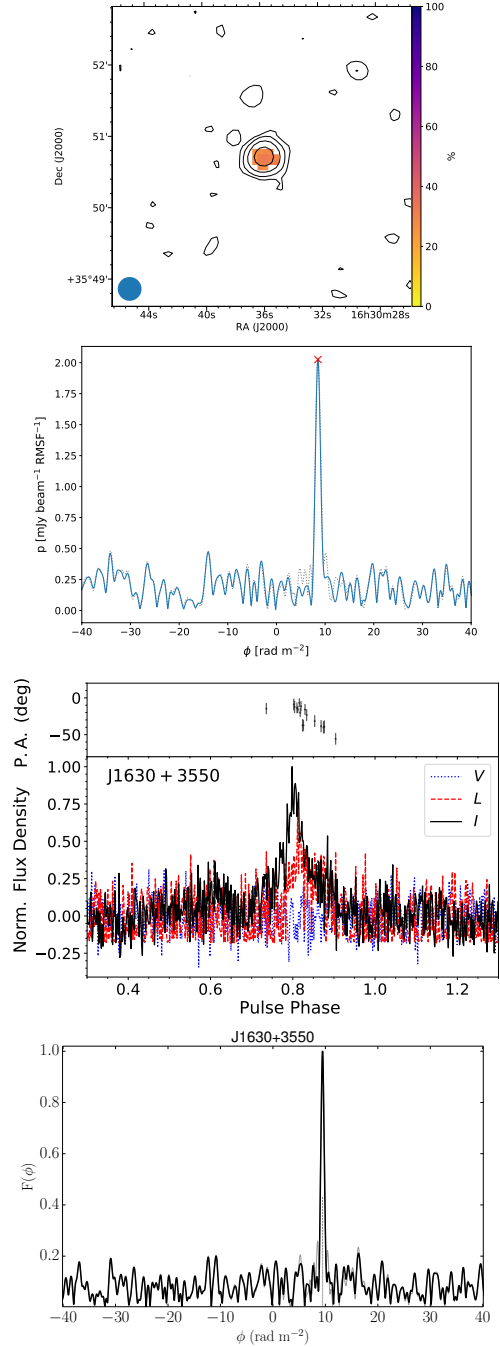 52'
51'
50'
+35°49'
Dec (J2000)
44s 40s 36s 32s 16h30m28s
RA (J2000)
100
80
60
40
20
0
%
2.00
1.75
1.50
1.25
1.00
0.75
0.50
0.25
0.00
p [mJy beam⁻¹ RMSF⁻¹]
−40 −30 −20 −10 0 10 20 30 40
ϕ [rad m⁻²]
0
−50
P. A. (deg)
J1630 + 3550
V
L
I
1.00
0.75
0.50
0.25
0.00
−0.25
Norm. Flux Density
0.4 0.6 0.8 1.0 1.2
Pulse Phase
J1630+3550
1.0
0.8
0.6
0.4
0.2
F(ϕ)
−40 −30 −20 −10 0 10 20 30 40
ϕ (rad m⁻²)